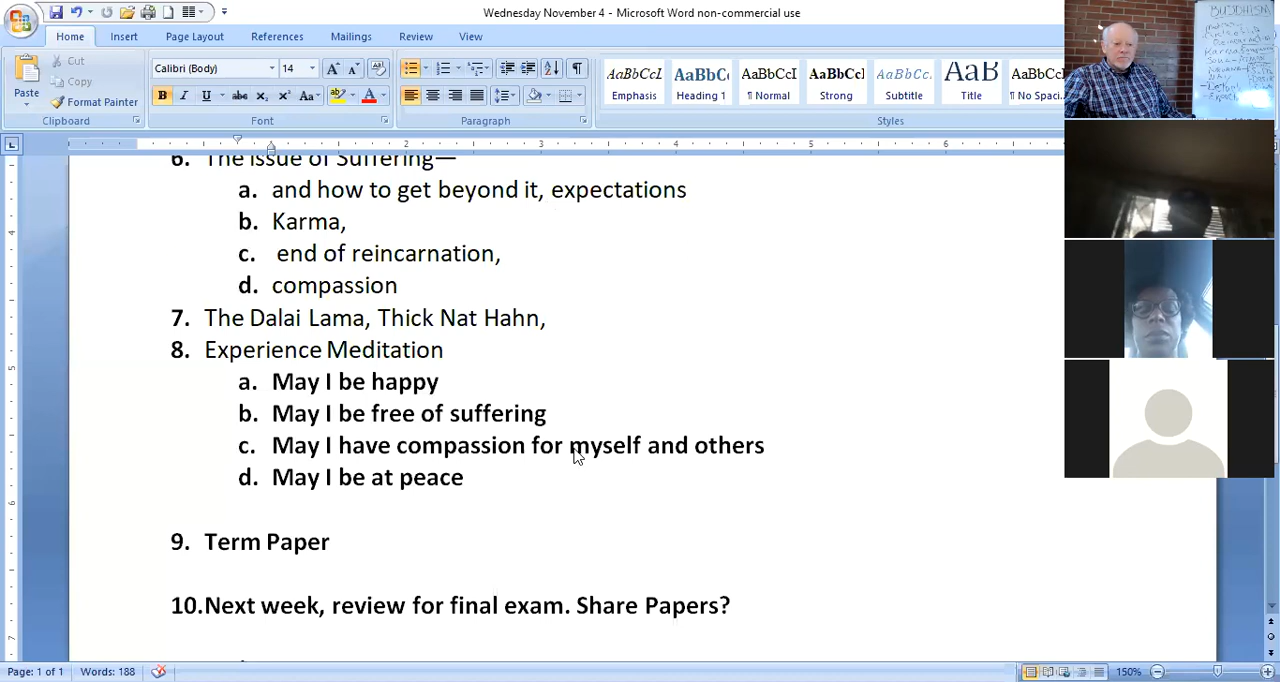 Wednesday November 4 - Microsoft Word non-commercial use
Home Insert Page Layout References Mailings Review View
Paste
Cut
Copy
Format Painter
Clipboard
Calibri (Body) 14
Font
Paragraph
AaBbCcI AaBbC AaBbCcI AaBbCcl AaBbCc. AaB AaBbCcI
Emphasis Heading 1 ¶ Normal Strong Subtitle Title ¶ No Spaci...
Styles
6. The issue of Suffering—
a. and how to get beyond it, expectations
b. Karma,
c. end of reincarnation,
d. compassion
7. The Dalai Lama, Thick Nat Hahn,
8. Experience Meditation
a. May I be happy
b. May I be free of suffering
c. May I have compassion for myself and others
d. May I be at peace
9. Term Paper
10.Next week, review for final exam. Share Papers?
Page: 1 of 1 Words: 188
150%
BUDDHISM